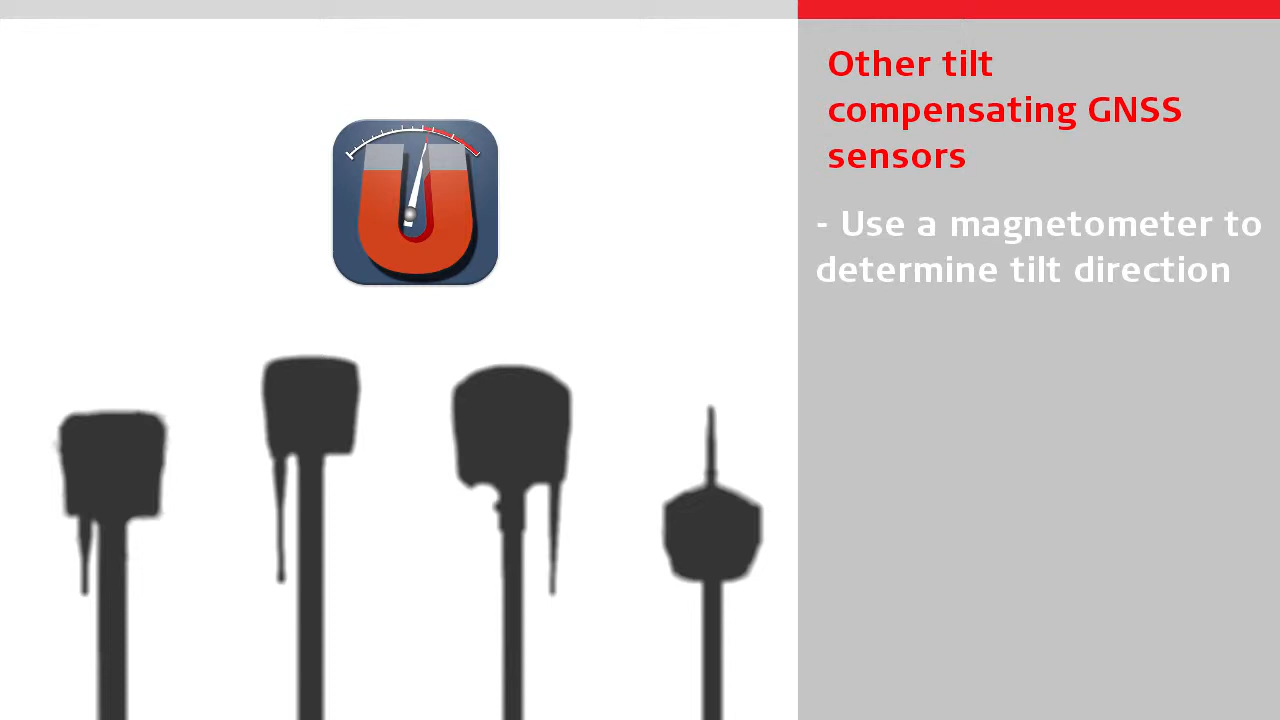 Other tilt
compensating GNSS
sensors
- Use a magnetometer to
determine tilt direction